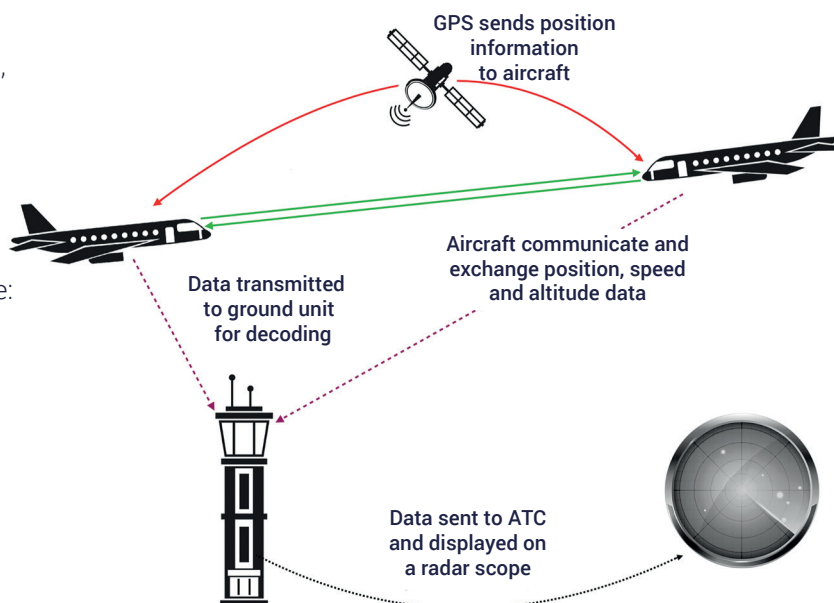 GPS sends position
information
to aircraft
,
Aircraft communicate and
exchange position, speed
and altitude data
e:
Data transmitted
to ground unit
for decoding
Data sent to ATC
and displayed on
a radar scope